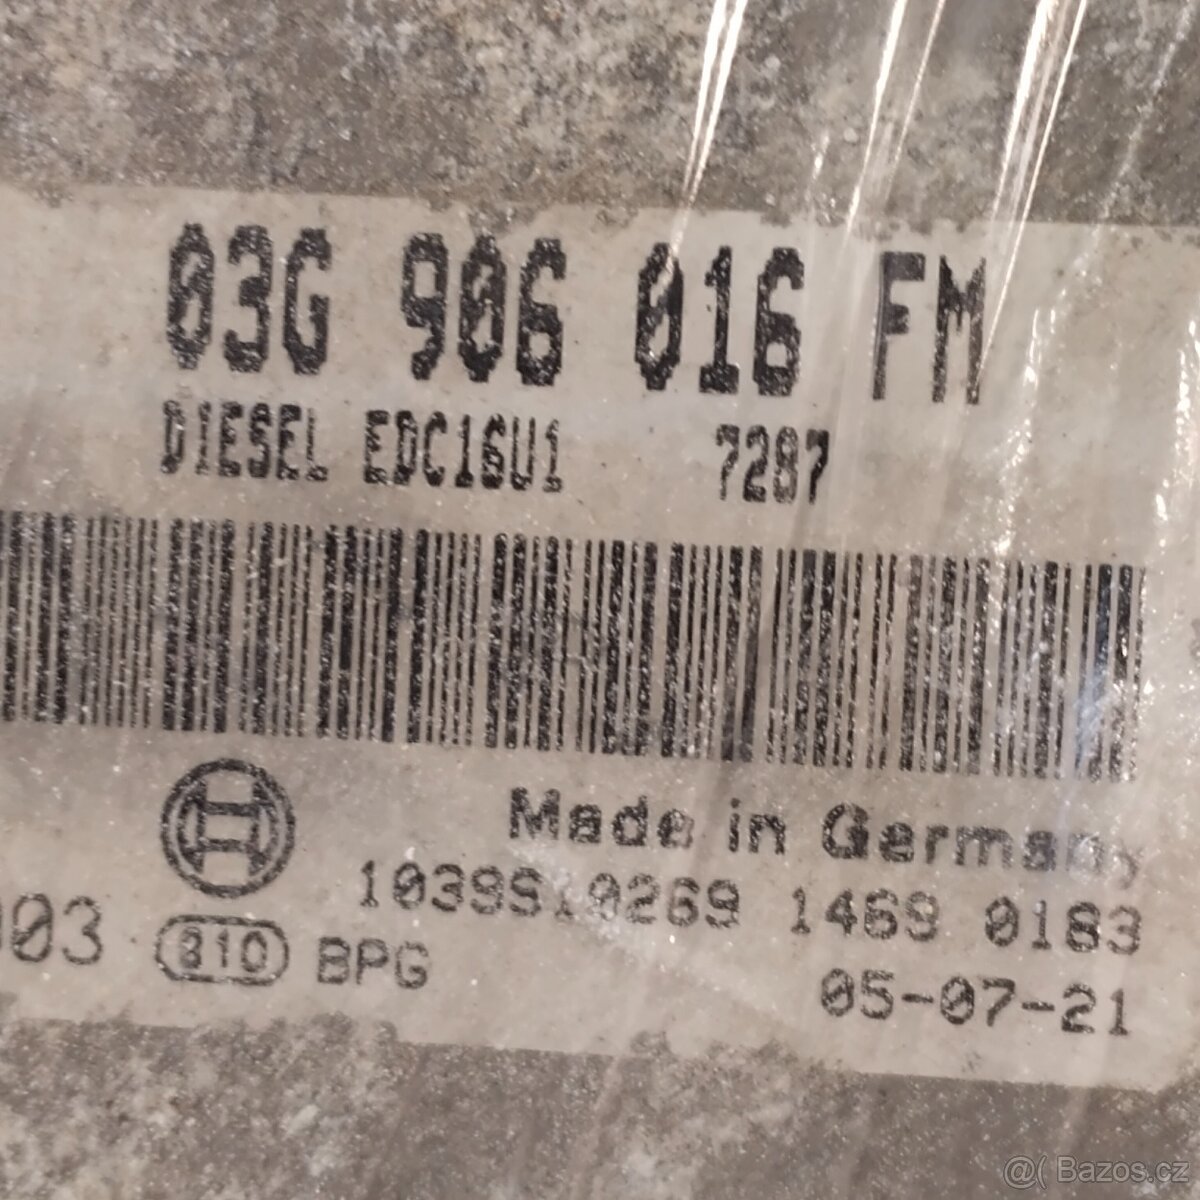 03G 906 016 FM
DIESEL EDC16U1 7287
Made in Germany
1039S10269 1469 0183
003 810 BPG
05-07-21
@( Bazos.cz